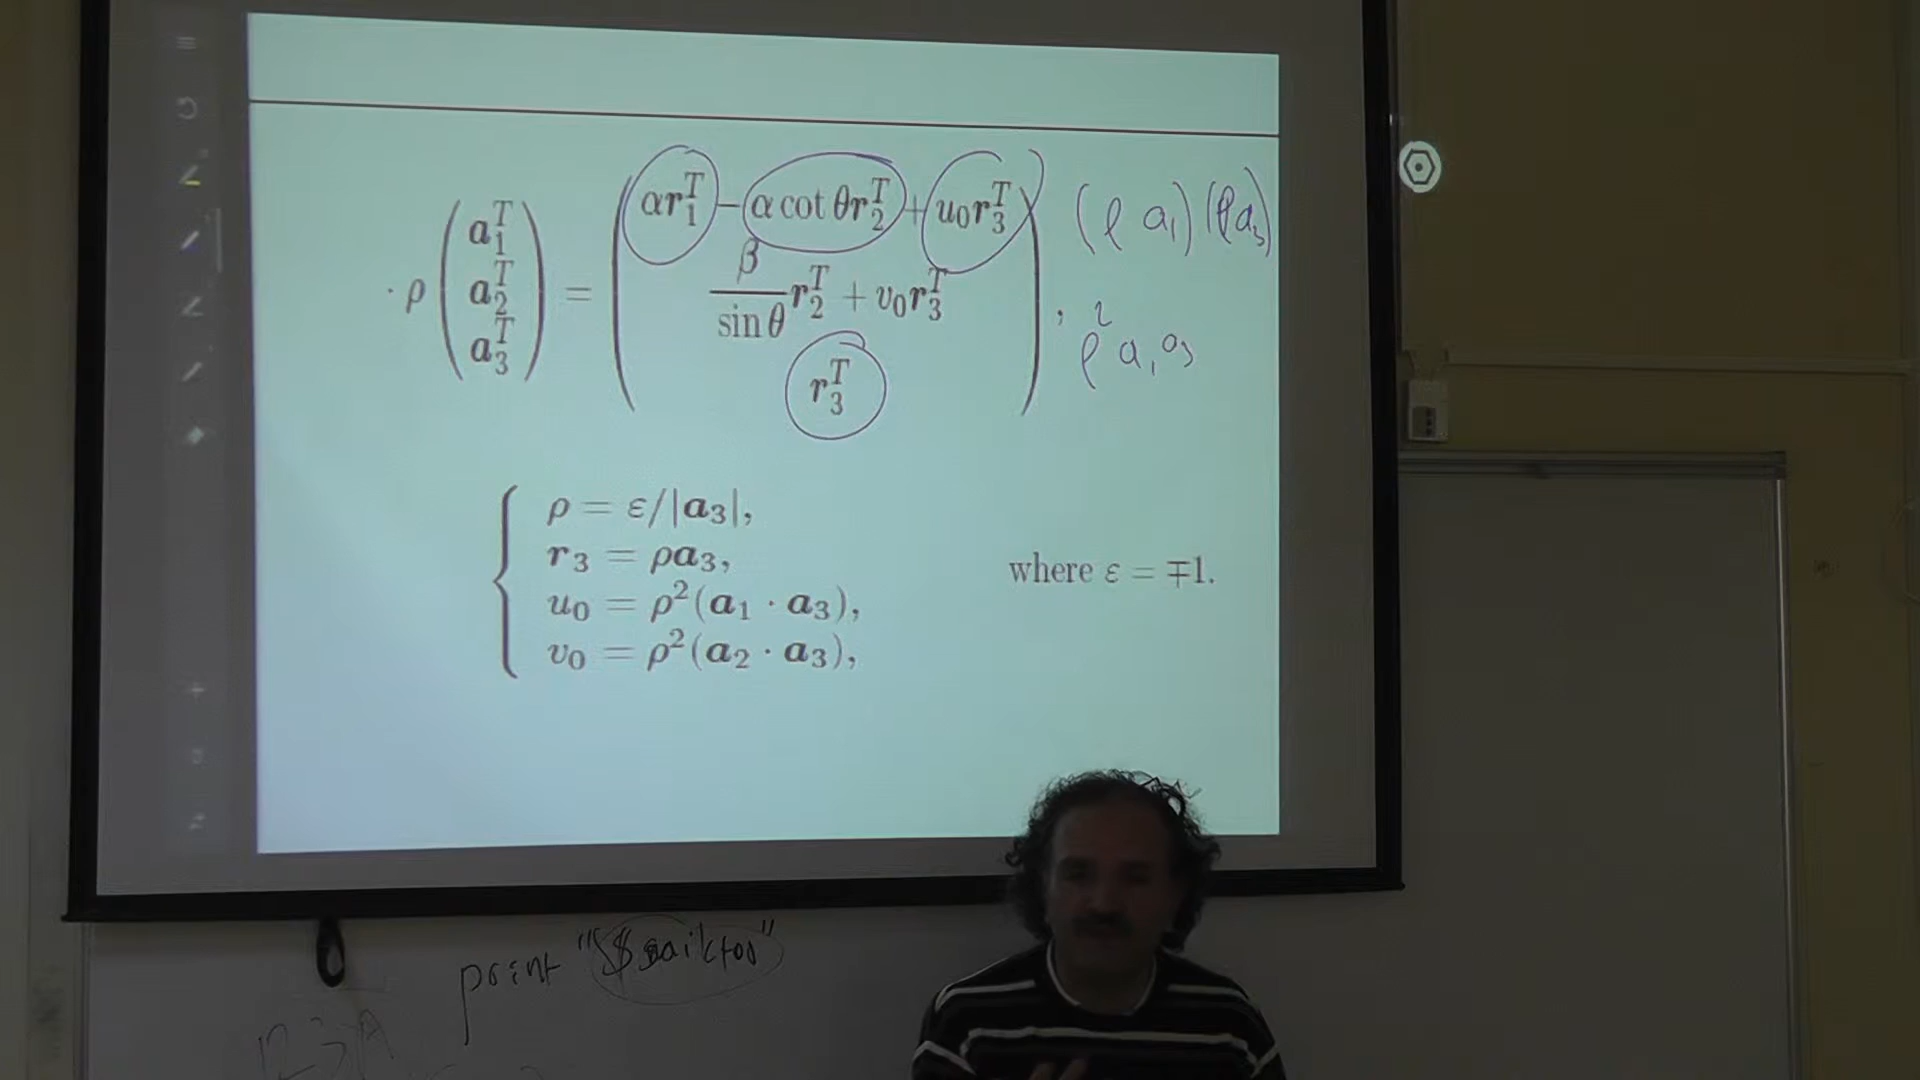 αr₁ᵀ − α cot θr₂ᵀ + u₀r₃ᵀ (ρ a₁) (ρa₃)
· ρ (a₁ᵀ a₂ᵀ a₃ᵀ) = β/sin θ r₂ᵀ + v₀r₃ᵀ ,
r₃ᵀ
ρ² a₁ a₃
ρ = ε/|a₃|,
r₃ = ρa₃,
where ε = ∓1.
u₀ = ρ²(a₁ · a₃),
v₀ = ρ²(a₂ · a₃),
print "$